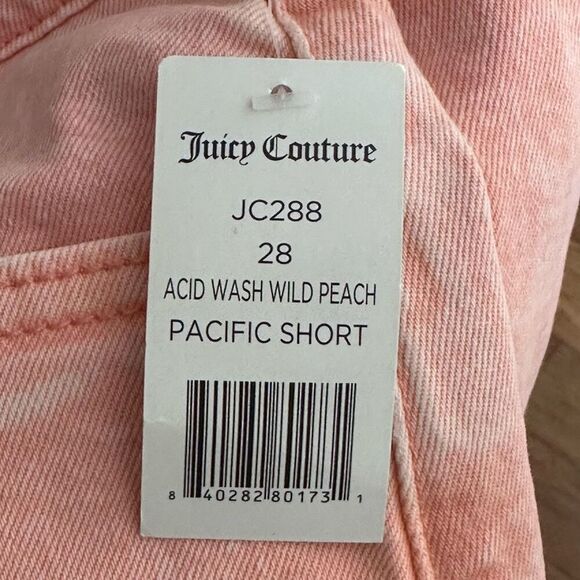 Juicy Couture
JC288
28
ACID WASH WILD PEACH
PACIFIC SHORT
8 40282 80173 1